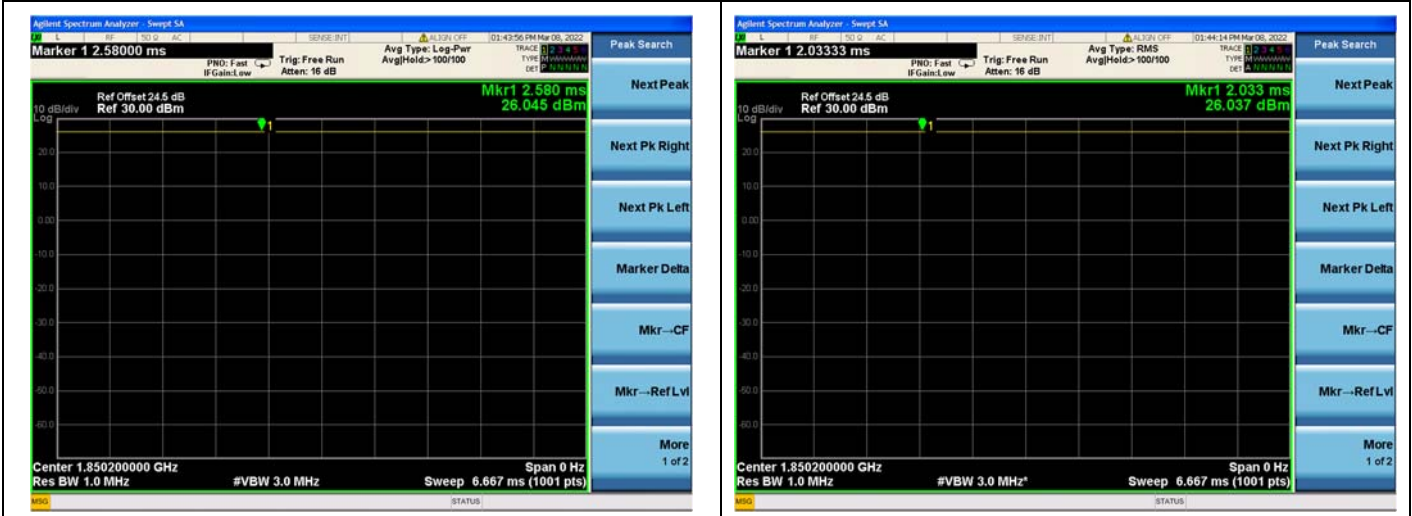 Agilent Spectrum Analyzer - Swept SA
L RF 50 Ω AC SENSE:INT ALIGN OFF 01:43:56 PM Mar 08, 2022
Marker 1 2.58000 ms
PNO: Fast
IFGain:Low
Trig: Free Run
Atten: 16 dB
Avg Type: Log-Pwr
Avg|Hold:> 100/100
TRACE 1 2 3 4 5 6
TYPE M
DET P N N N N N
Peak Search
Ref Offset 24.5 dB
10 dB/div Ref 30.00 dBm
Log
Mkr1 2.580 ms
26.045 dBm
1
20.0
10.0
0.00
-10.0
-20.0
-30.0
-40.0
-50.0
-60.0
Center 1.850200000 GHz
Span 0 Hz
Res BW 1.0 MHz #VBW 3.0 MHz Sweep 6.667 ms (1001 pts)
MSG STATUS
Next Peak
Next Pk Right
Next Pk Left
Marker Delta
Mkr→CF
Mkr→Ref Lvl
More
1 of 2
Agilent Spectrum Analyzer - Swept SA
L RF 50 Ω AC SENSE:INT ALIGN OFF 01:44:14 PM Mar 08, 2022
Marker 1 2.03333 ms
PNO: Fast
IFGain:Low
Trig: Free Run
Atten: 16 dB
Avg Type: RMS
Avg|Hold:> 100/100
TRACE 1 2 3 4 5 6
TYPE M
DET A N N N N N
Peak Search
Ref Offset 24.5 dB
10 dB/div Ref 30.00 dBm
Log
Mkr1 2.033 ms
26.037 dBm
1
20.0
10.0
0.00
-10.0
-20.0
-30.0
-40.0
-50.0
-60.0
Center 1.850200000 GHz
Span 0 Hz
Res BW 1.0 MHz #VBW 3.0 MHz* Sweep 6.667 ms (1001 pts)
MSG STATUS
Next Peak
Next Pk Right
Next Pk Left
Marker Delta
Mkr→CF
Mkr→Ref Lvl
More
1 of 2